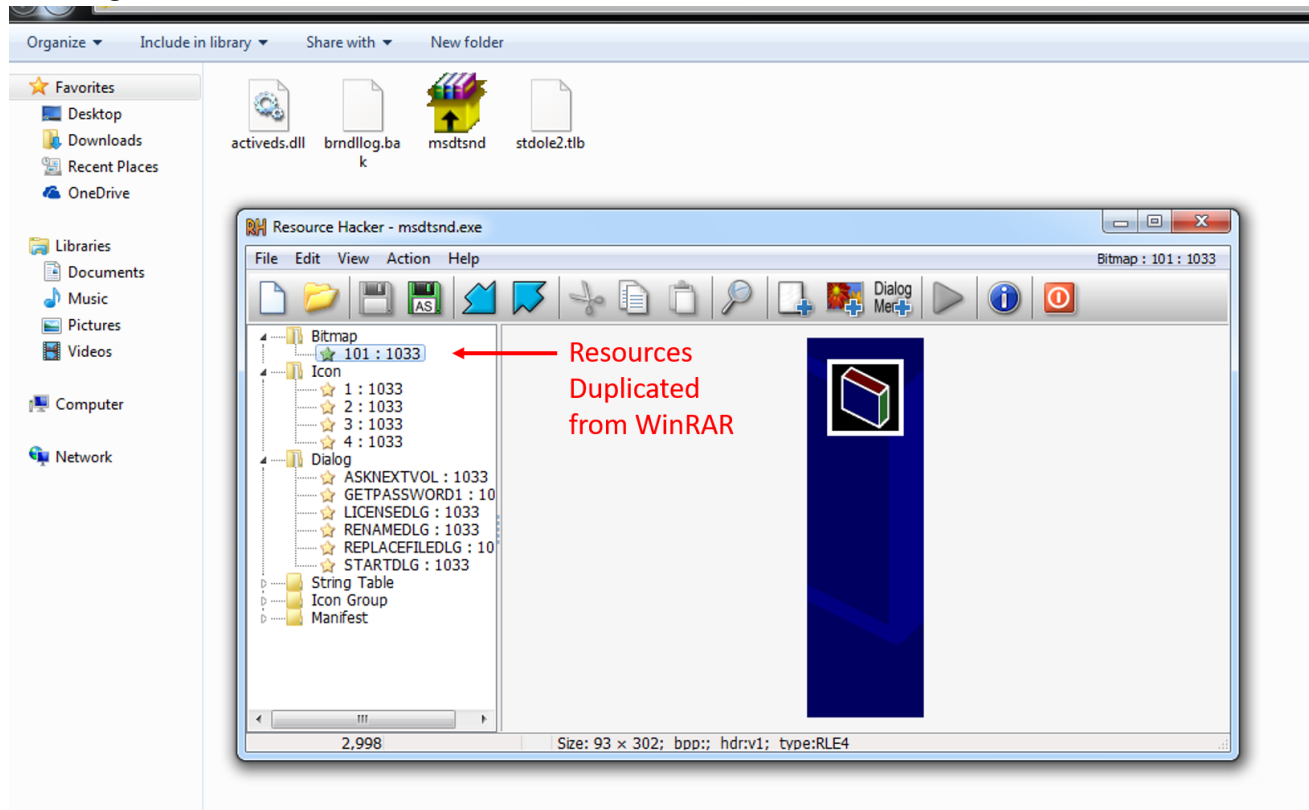 Organize
Include in library
Share with
New folder
Favorites
Desktop
Downloads
Recent Places
OneDrive
Libraries
Documents
Music
Pictures
Videos
Computer
Network
activeds.dll
brndllog.ba
k
msdtsnd
stdole2.tlb
RH Resource Hacker - msdtsnd.exe
File Edit View Action Help
Bitmap : 101 : 1033
AS
Dialog
Bitmap
101 : 1033
Icon
1 : 1033
2 : 1033
3 : 1033
4 : 1033
Dialog
ASKNEXTVOL : 1033
GETPASSWORD1 : 10
LICENSEDLG : 1033
RENAMEDLG : 1033
REPLACEFILEDLG : 10
STARTDLG : 1033
String Table
Icon Group
Manifest
Resources
Duplicated
from WinRAR
2,998
Size: 93 × 302; bpp:; hdr:v1; type:RLE4